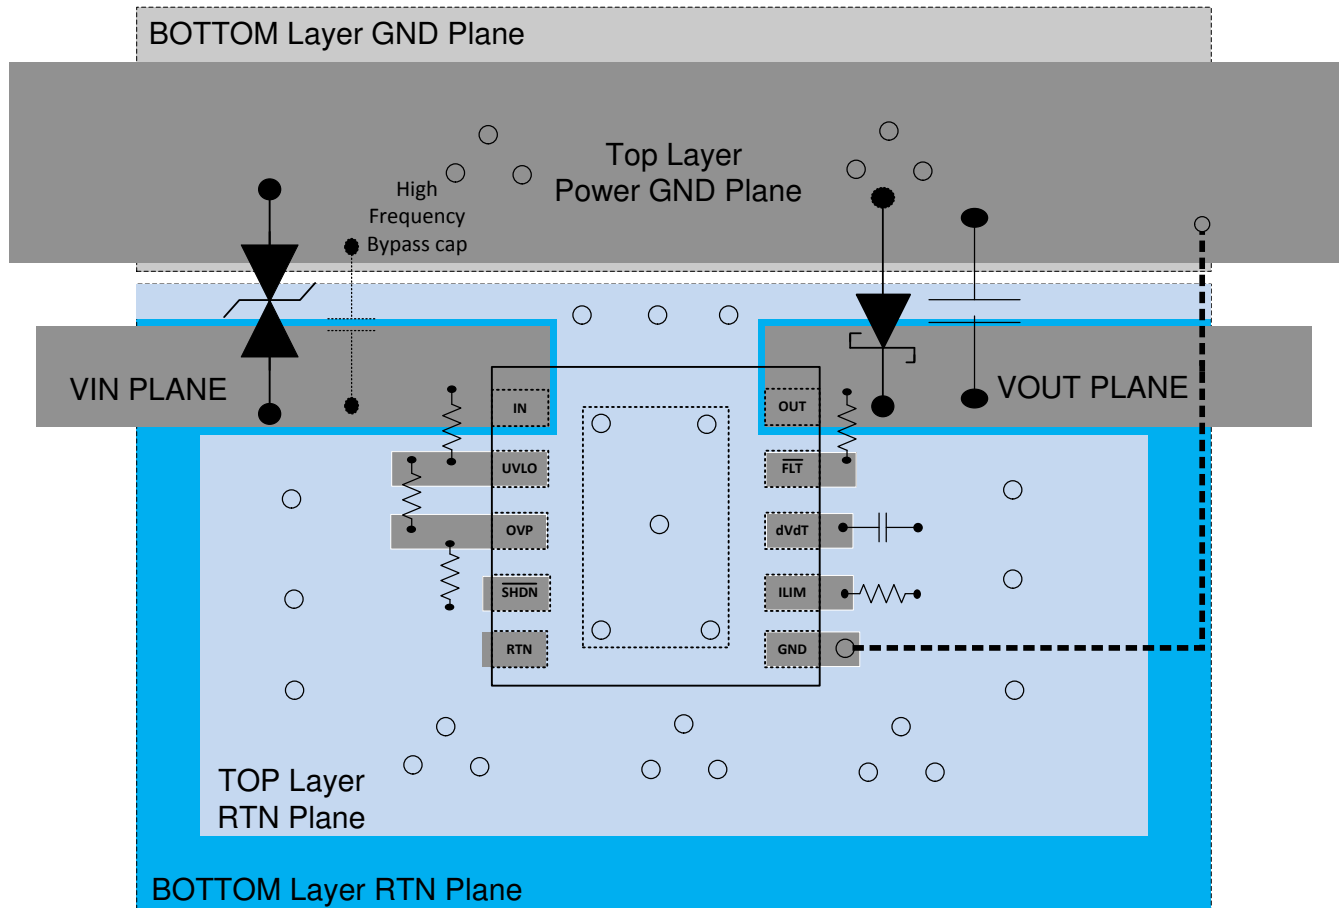 BOTTOM Layer GND Plane
Top Layer
Power GND Plane
High
Frequency
Bypass cap
VIN PLANE
VOUT PLANE
IN
OUT
UVLO
FLT
OVP
dVdT
SHDN
ILIM
RTN
GND
TOP Layer
RTN Plane
BOTTOM Layer RTN Plane